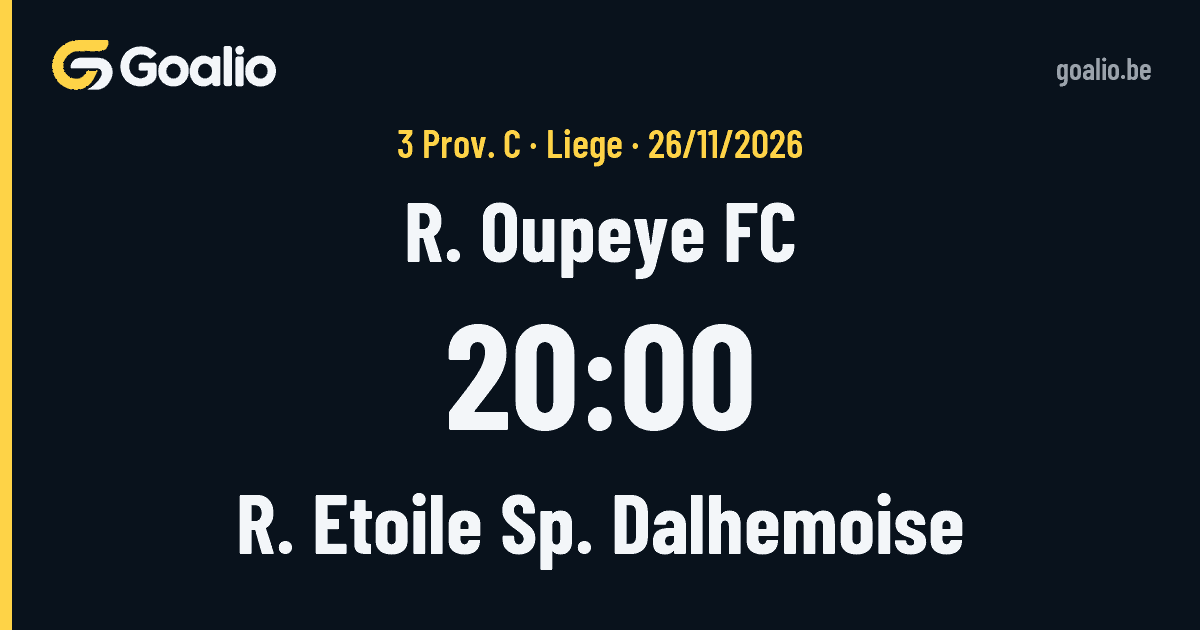 Goalio
goalio.be
3 Prov. C · Liege · 26/11/2026
R. Oupeye FC
20:00
R. Etoile Sp. Dalhemoise